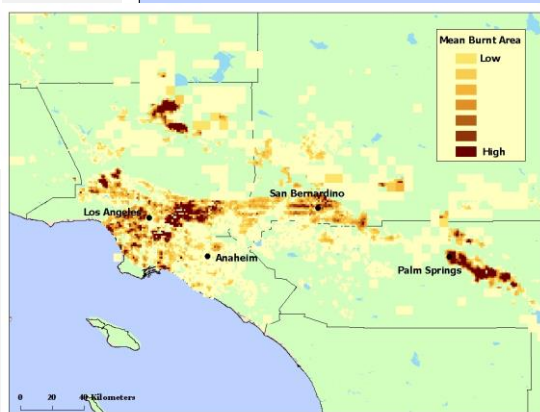 Mean Burnt Area
Low
High
San Bernardino
Los Angeles
Anaheim
Palm Springs
0 20 40 Kilometers